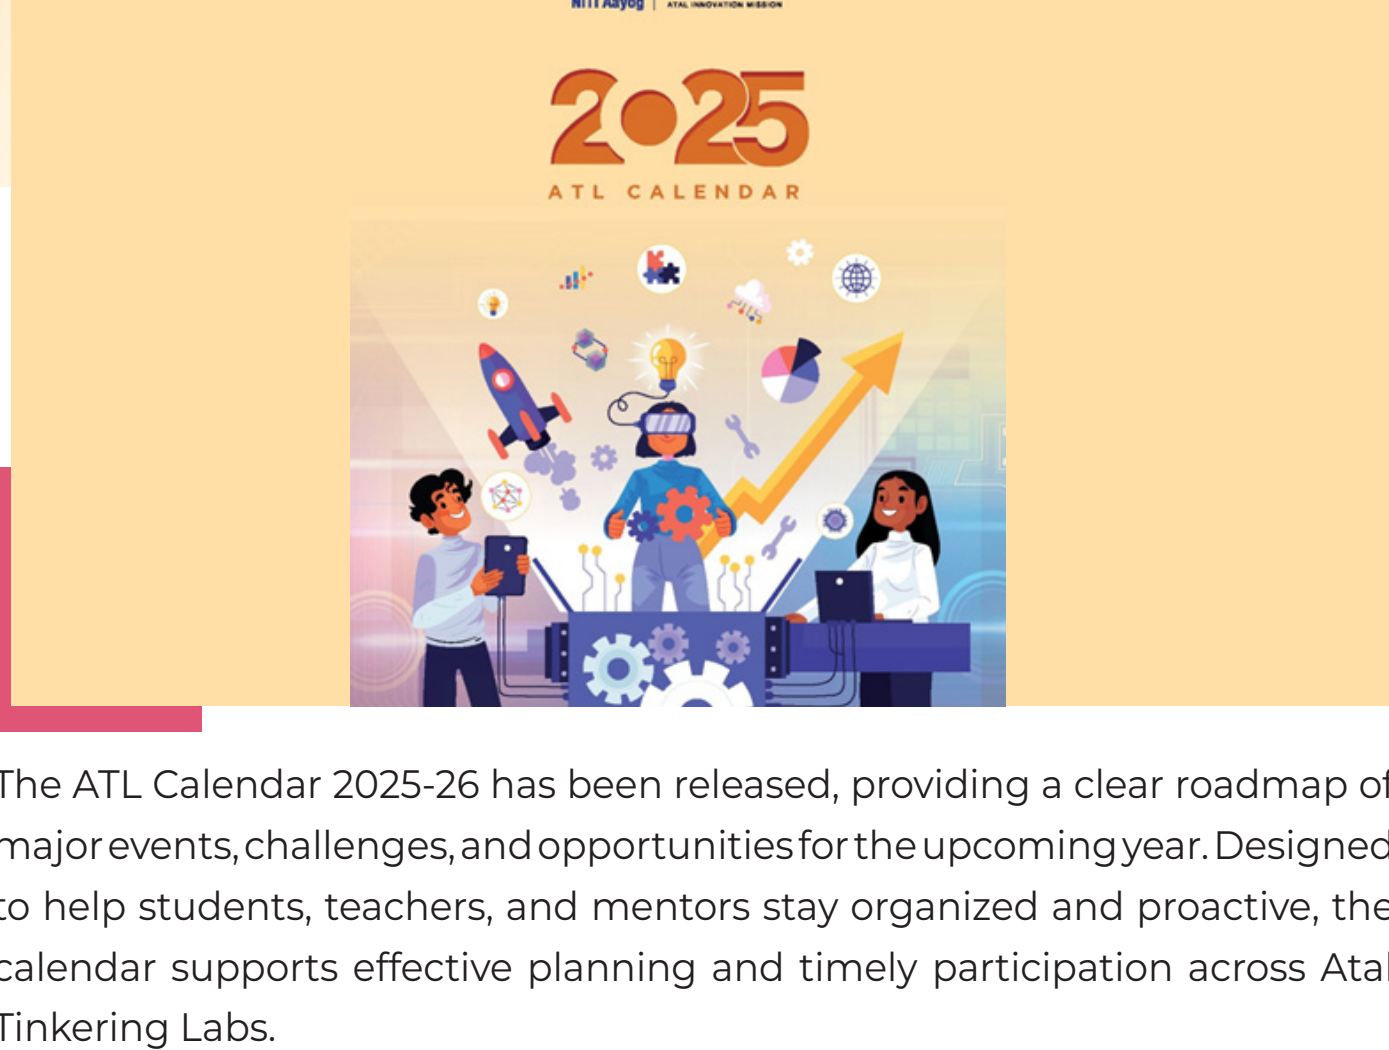 NITI Aayog | ATAL INNOVATION MISSION
2025
ATL CALENDAR
The ATL Calendar 2025-26 has been released, providing a clear roadmap of
major events, challenges, and opportunities for the upcoming year. Designed
to help students, teachers, and mentors stay organized and proactive, the
calendar supports effective planning and timely participation across Atal
Tinkering Labs.